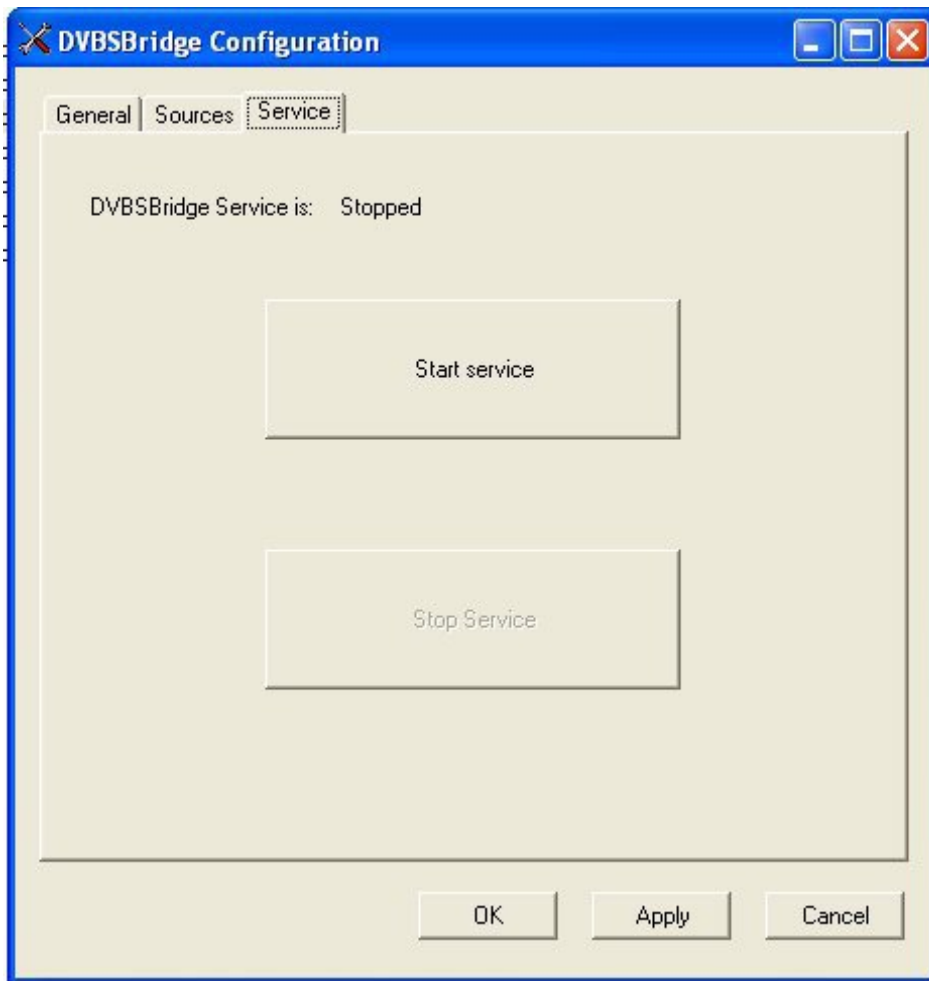 DVBSBridge Configuration
General Sources Service
DVBSBridge Service is: Stopped
Start service
Stop Service
OK Apply Cancel